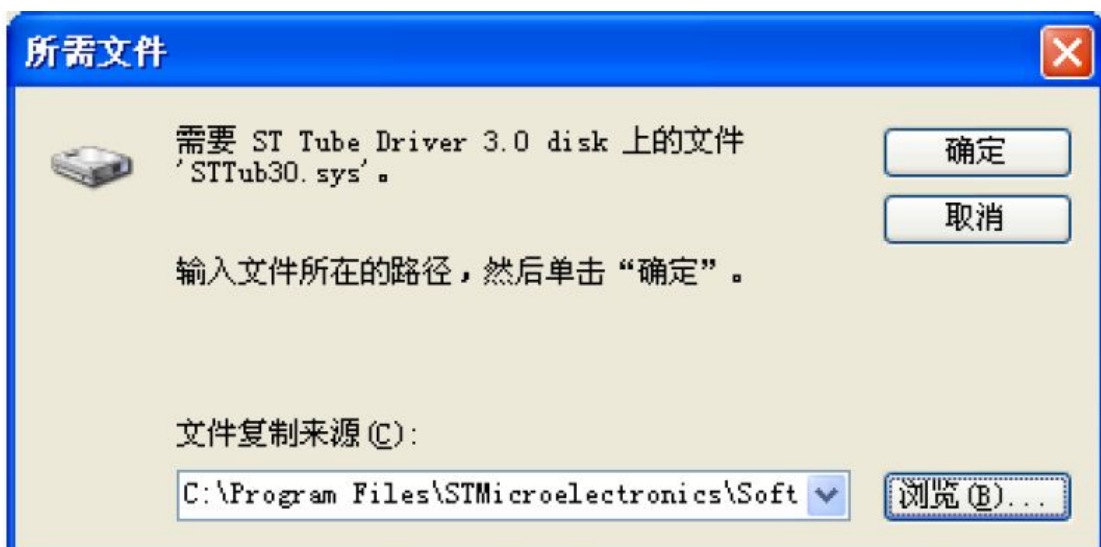 所需文件
需要 ST Tube Driver 3.0 disk 上的文件
'STTub30.sys'。
确定
取消
输入文件所在的路径，然后单击“确定”。
文件复制来源(C):
C:\Program Files\STMicroelectronics\Soft
浏览(B)...